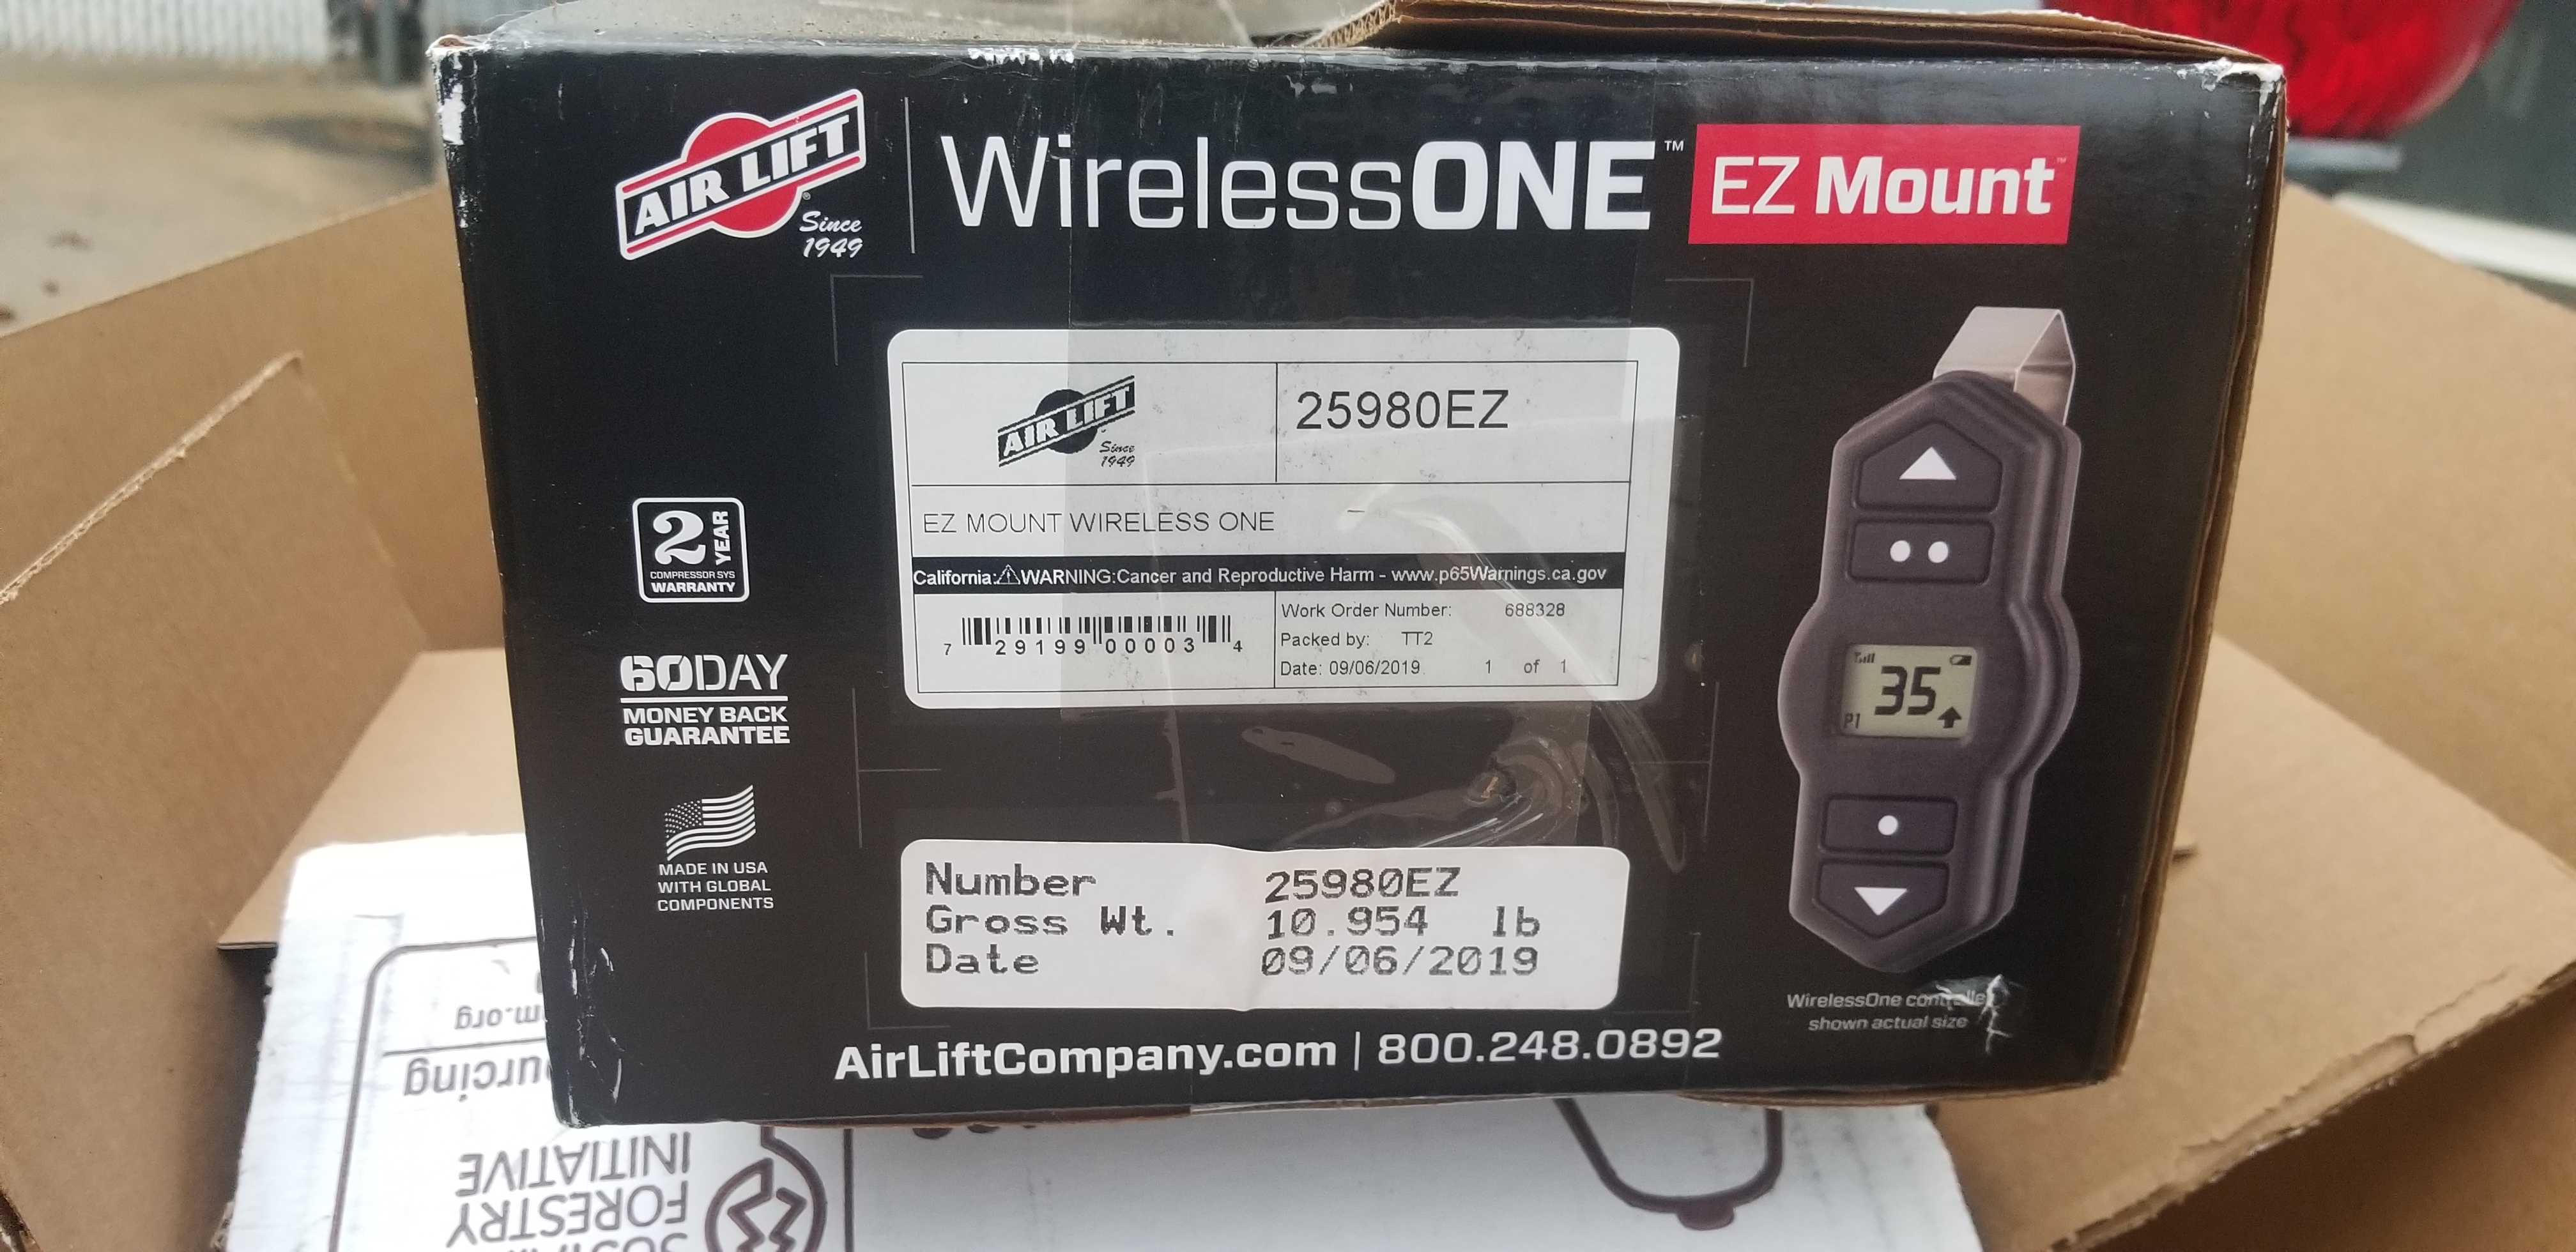 AIR LIFT
Since
1949
WirelessONE™ EZ Mount™
AIR LIFT
Since
1949
25980EZ
EZ MOUNT WIRELESS ONE
California:⚠WARNING:Cancer and Reproductive Harm - www.p65Warnings.ca.gov
7 29199 00003 4
Work Order Number: 688328
Packed by: TT2
Date: 09/06/2019 1 of 1
2 YEAR
COMPRESSOR SYS
WARRANTY
60DAY
MONEY BACK
GUARANTEE
MADE IN USA
WITH GLOBAL
COMPONENTS
35
P1
Number 25980EZ
Gross Wt. 10.954 lb
Date 09/06/2019
WirelessOne controlle
shown actual size
AirLiftCompany.com | 800.248.0892
FORESTRY
INITIATIVE
ourcing
m.org